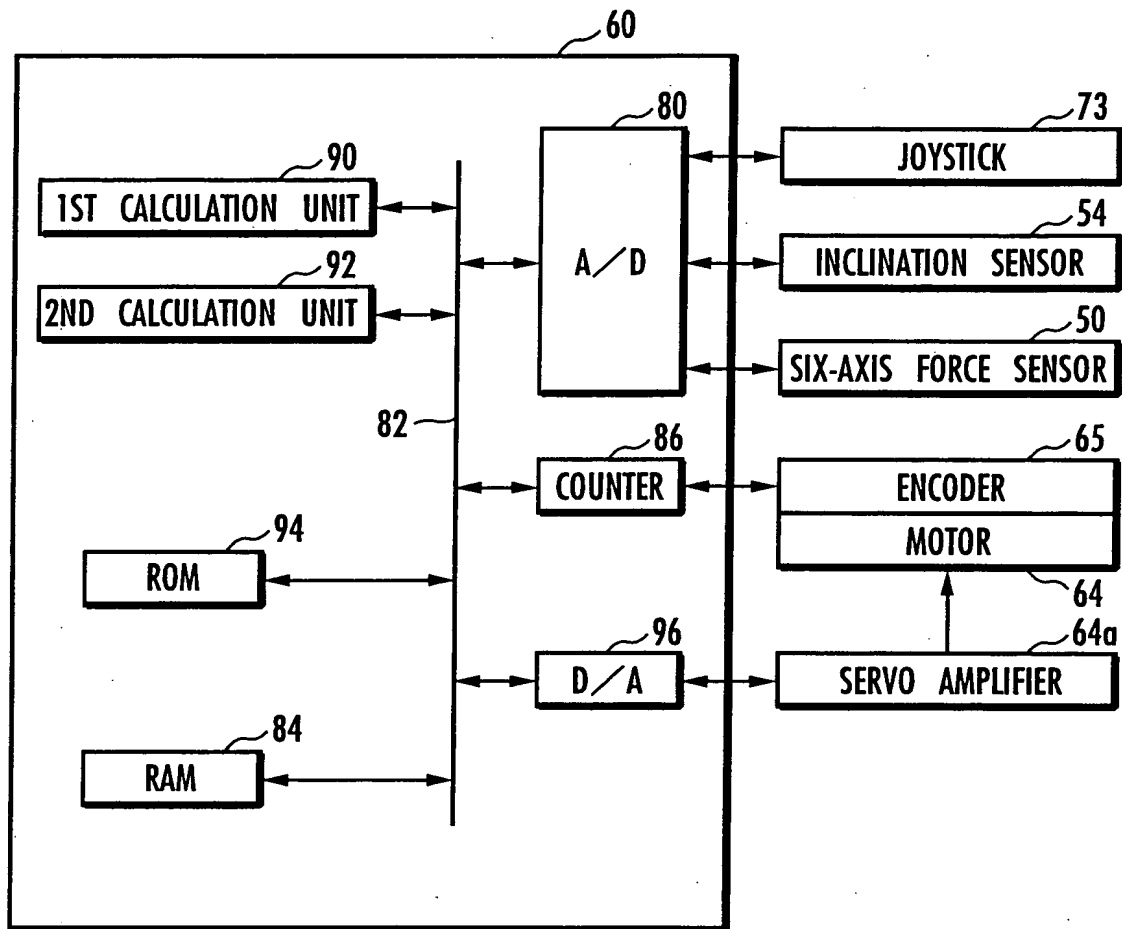 60
80
73
JOYSTICK
90
1ST CALCULATION UNIT
54
A/D
INCLINATION SENSOR
92
2ND CALCULATION UNIT
50
SIX-AXIS FORCE SENSOR
82
86
65
COUNTER
ENCODER
MOTOR
94
ROM
64
96
64a
D/A
SERVO AMPLIFIER
84
RAM